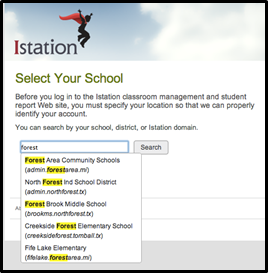 Istation
Select Your School
Before you log in to the Istation classroom management and student
report Web site, you must specify your location so that we can properly
identify your account.
You can search by your school, district, or Istation domain.
forest Search
Forest Area Community Schools
(admin.forestarea.mi)
North Forest Ind School District
(admin.northforest.tx)
Forest Brook Middle School
(brookms.northforest.tx)
Creekside Forest Elementary School
(creeksideforest.tomball.tx)
Fife Lake Elementary
(fifelake.forestarea.mi)